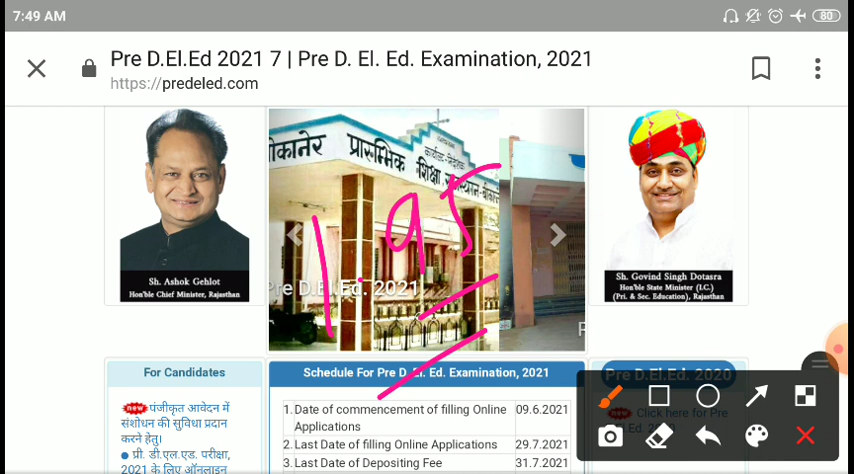 7:49 AM
80
Pre D.El.Ed 2021 7 | Pre D. El. Ed. Examination, 2021
https://predeled.com
Sh. Ashok Gehlot
Hon'ble Chief Minister, Rajasthan
ीकानेर प्रारम्भिक शिक्षा
Pre D.El.Ed. 2021
1.95
Sh. Govind Singh Dotasra
Hon'ble State Minister (I.C.)
(Pri. & Sec. Education), Rajasthan
For Candidates
new पंजीकृत आवेदन में
संशोधन की सुविधा प्रदान
करने हेतु।
प्री. डी.एल.एड. परीक्षा,
2021 के लिए ऑनलाइन
Schedule For Pre D. El. Ed. Examination, 2021
1. Date of commencement of filling Online Applications 09.6.2021
2. Last Date of filling Online Applications 29.7.2021
3. Last Date of Depositing Fee 31.7.2021
Pre D.El.Ed. 2020
new Click here for Pre